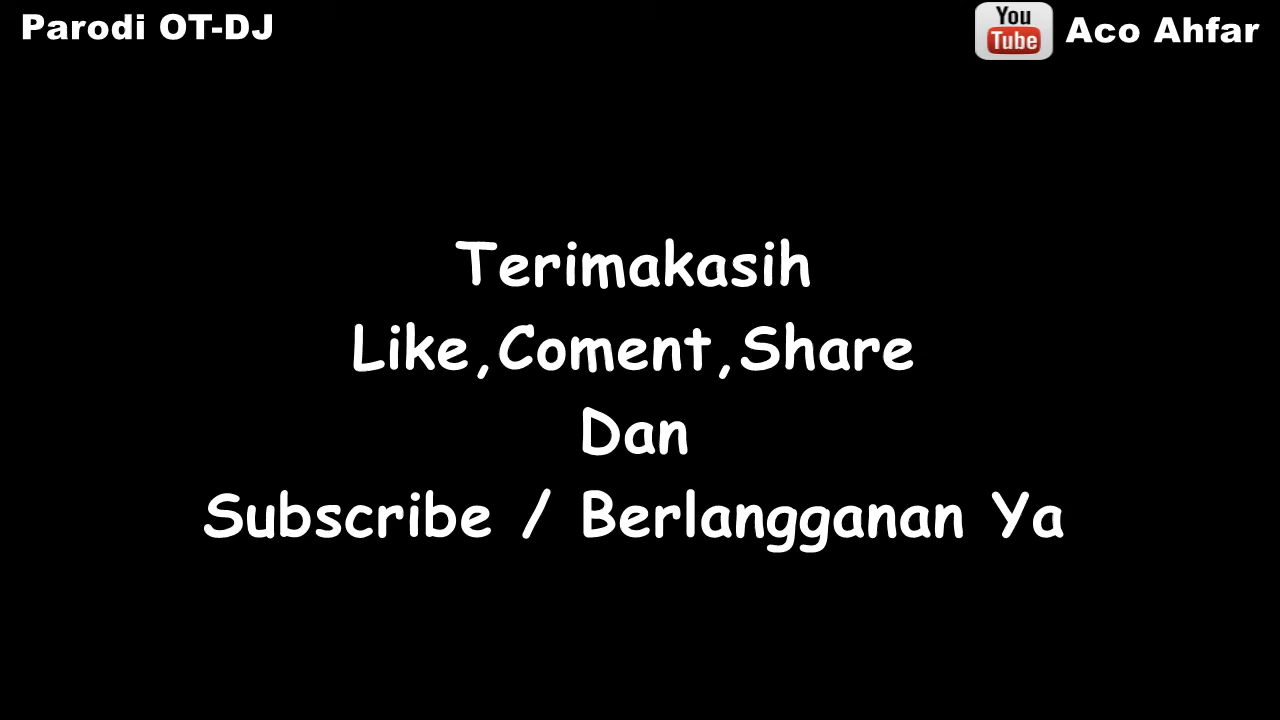 Parodi OT-DJ
You
Tube
Aco Ahfar
Terimakasih
Like,Coment,Share
Dan
Subscribe / Berlangganan Ya